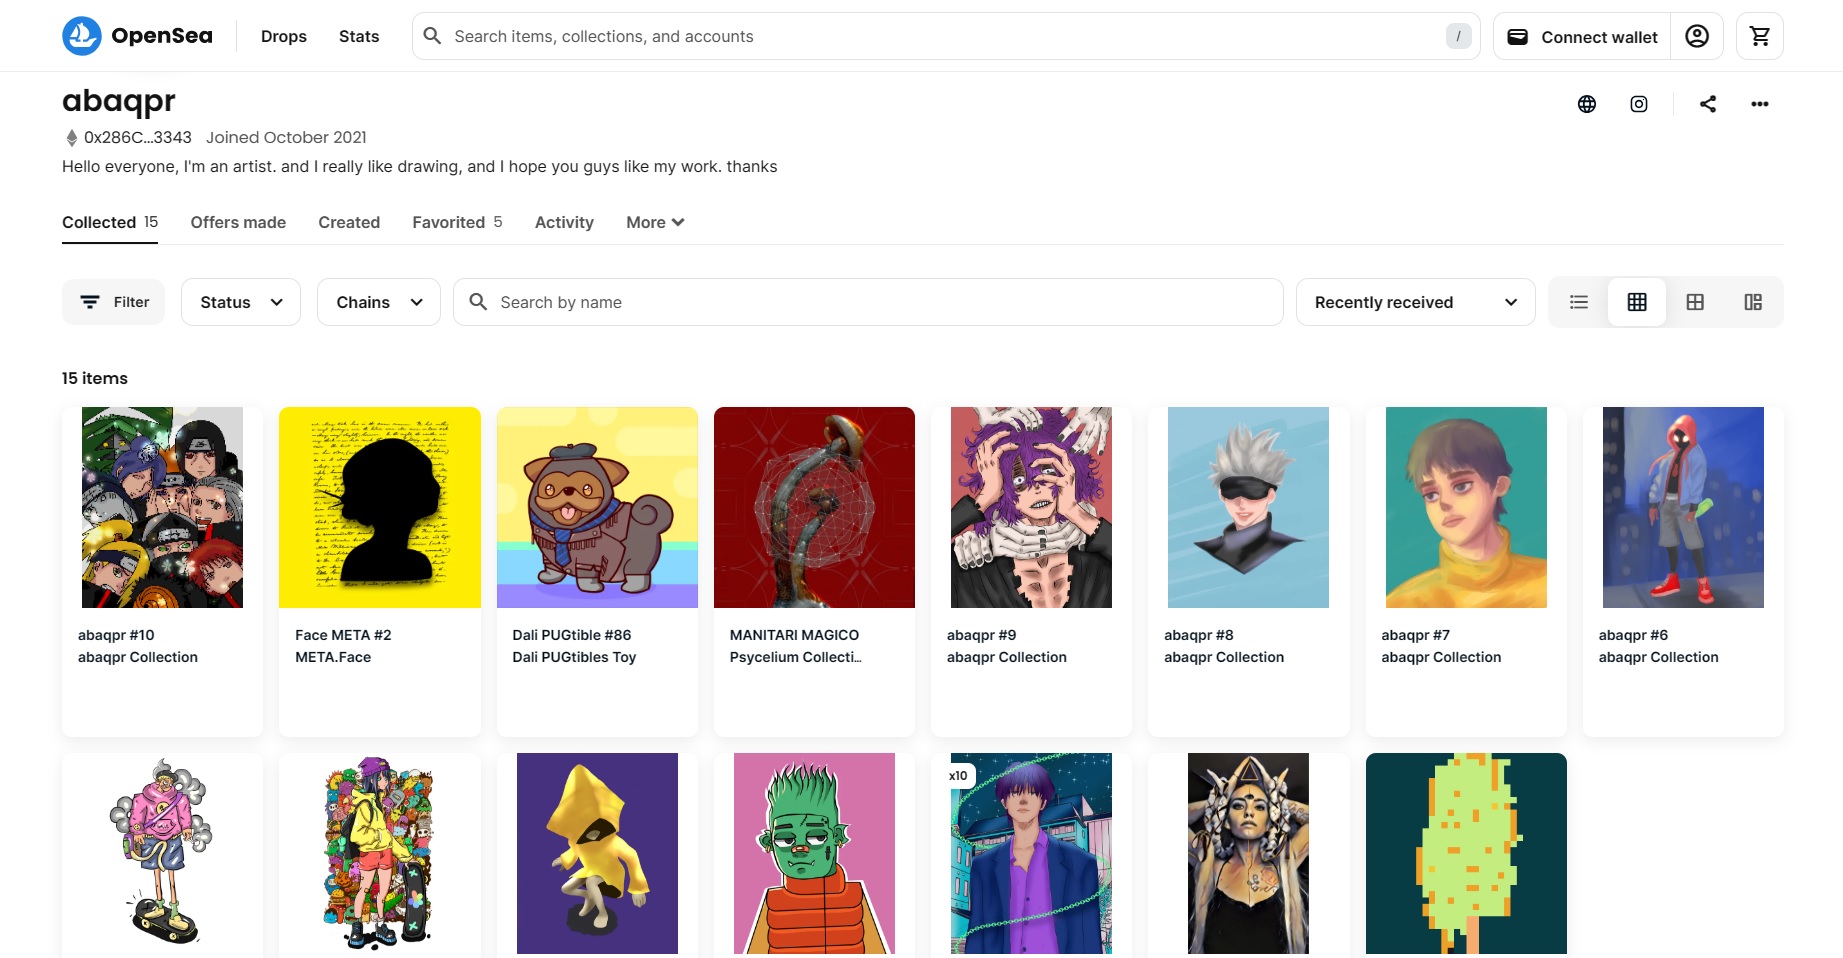 OpenSea
Drops
Stats
Search items, collections, and accounts
/
Connect wallet
abaqpr
0x286C...3343 Joined October 2021
Hello everyone, I'm an artist. and I really like drawing, and I hope you guys like my work. thanks
Collected 15
Offers made
Created
Favorited 5
Activity
More
Filter
Status
Chains
Search by name
Recently received
15 items
abaqpr #10
abaqpr Collection
Face META #2
META.Face
Dali PUGtible #86
Dali PUGtibles Toy
MANITARI MAGICO
Psycelium Collecti...
abaqpr #9
abaqpr Collection
abaqpr #8
abaqpr Collection
abaqpr #7
abaqpr Collection
abaqpr #6
abaqpr Collection
x10